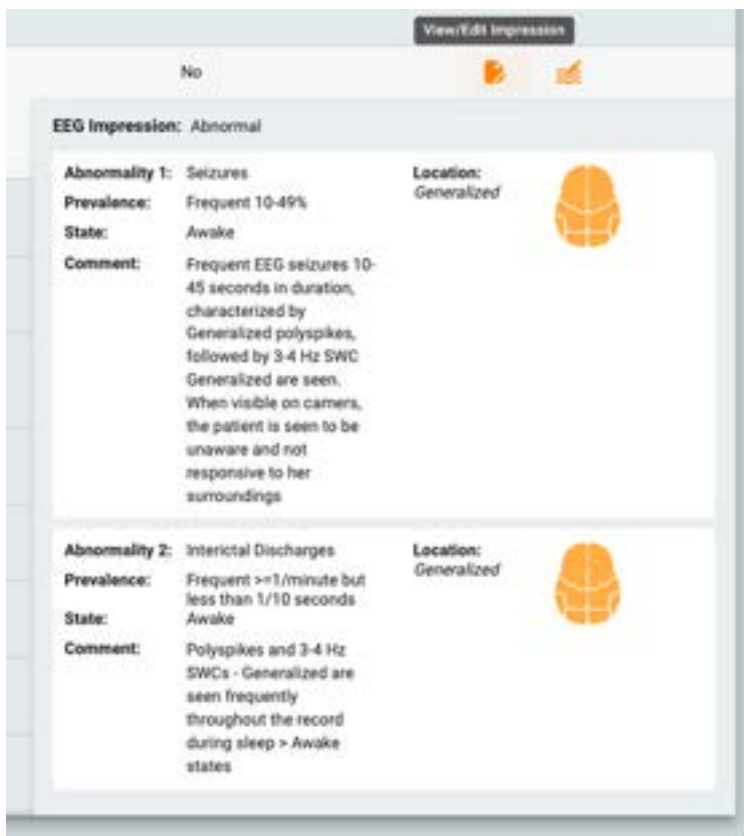 View/Edit Impression
No
EEG Impression: Abnormal
Abnormality 1: Seizures
Location:
Generalized
Prevalence: Frequent 10-49%
State: Awake
Comment: Frequent EEG seizures 10-
45 seconds in duration,
characterized by
Generalized polyspikes,
followed by 3-4 Hz SWC
Generalized are seen.
When visible on camers,
the patient is seen to be
unaware and not
responsive to her
surroundings
Abnormality 2: Interictal Discharges
Location:
Generalized
Prevalence: Frequent >=1/minute but
less than 1/10 seconds
State: Awake
Comment: Polyspikes and 3-4 Hz
SWCs - Generalized are
seen frequently
throughout the record
during sleep > Awake
states